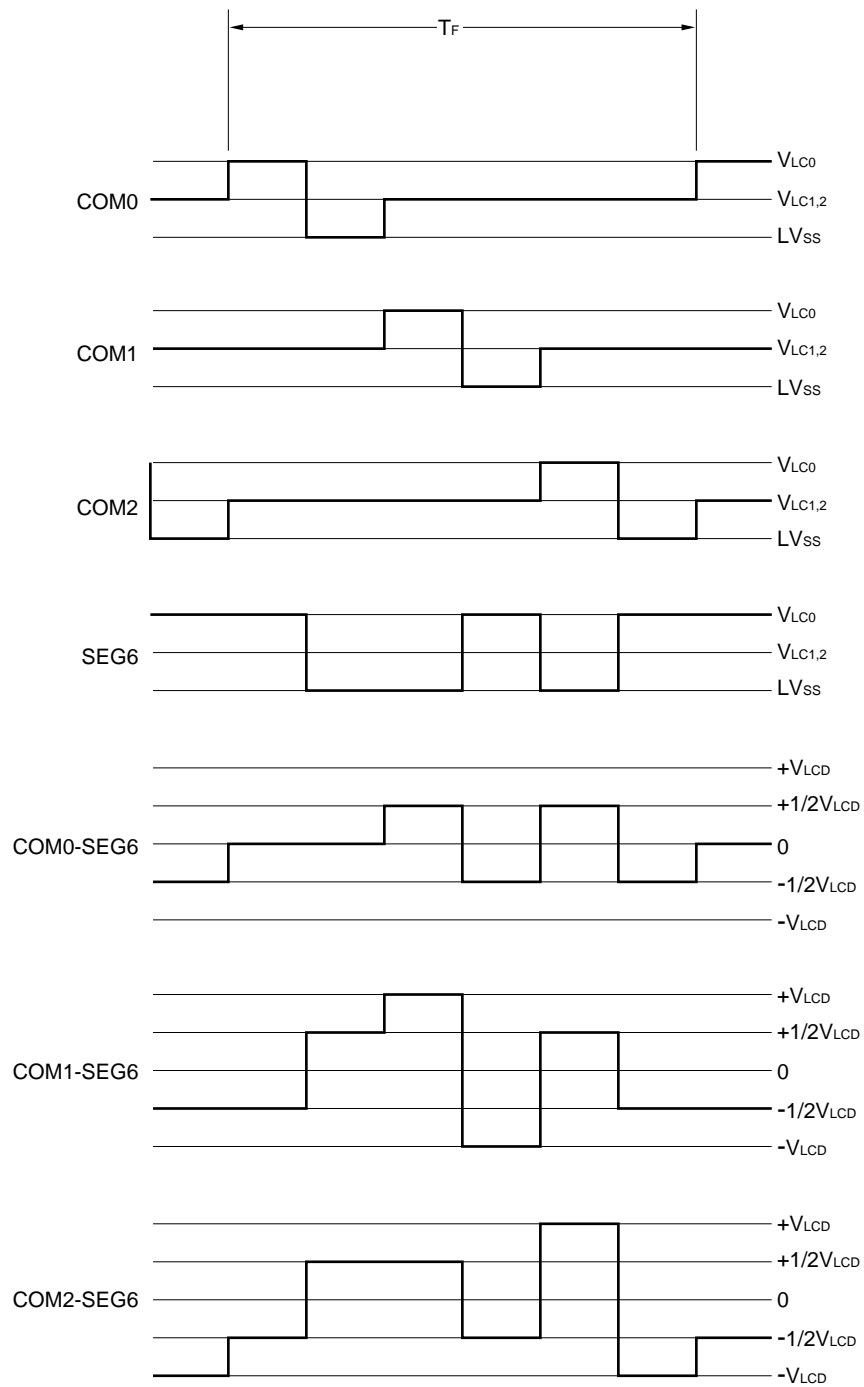 TF
VLC0
COM0
VLC1,2
LVSS
VLC0
COM1
VLC1,2
LVSS
VLC0
COM2
VLC1,2
LVSS
VLC0
SEG6
VLC1,2
LVSS
+VLCD
+1/2VLCD
COM0-SEG6
0
-1/2VLCD
-VLCD
+VLCD
+1/2VLCD
COM1-SEG6
0
-1/2VLCD
-VLCD
+VLCD
+1/2VLCD
COM2-SEG6
0
-1/2VLCD
-VLCD